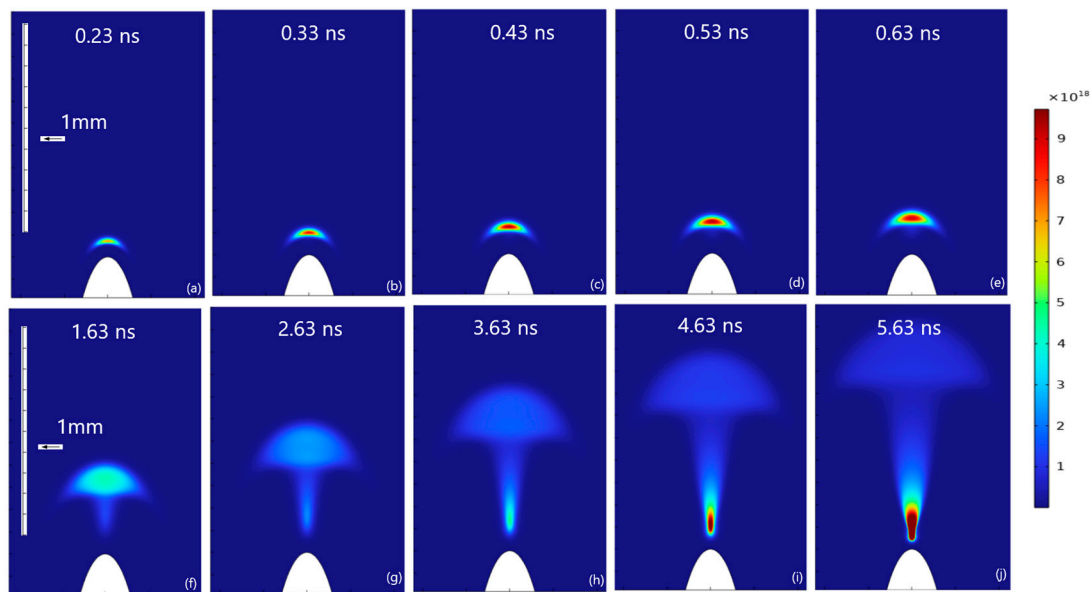 0.23 ns
0.33 ns
0.43 ns
0.53 ns
0.63 ns
×10¹⁸
1mm
9
8
7
6
5
4
3
2
1
(a)
(b)
(c)
(d)
(e)
1.63 ns
2.63 ns
3.63 ns
4.63 ns
5.63 ns
1mm
(f)
(g)
(h)
(i)
(j)